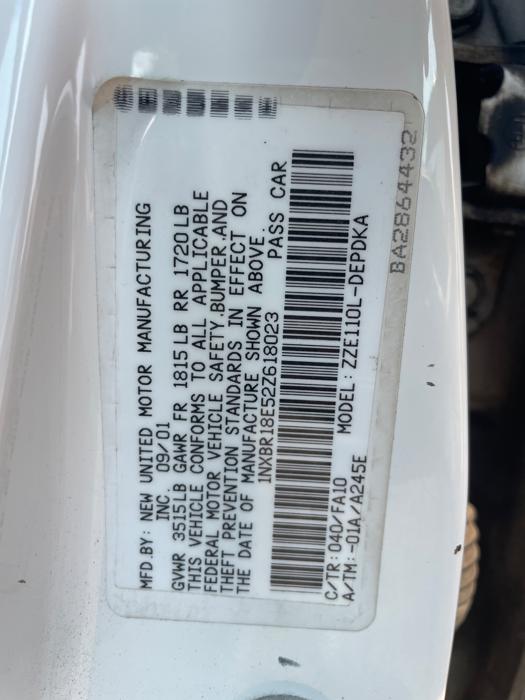 MFD.BY: NEW UNITED MOTOR MANUFACTURING
INC. 09/01
GVWR 3515LB GAWR FR 1815LB RR 1720LB
THIS VEHICLE CONFORMS TO ALL APPLICABLE
FEDERAL MOTOR VEHICLE SAFETY.BUMPER.AND
THEFT PREVENTION STANDARDS IN EFFECT ON
THE DATE OF MANUFACTURE SHOWN ABOVE.
1NXBR18E52Z618023 PASS CAR
C/TR: 040/FA10
A/TM: -01A/A245E MODEL: ZZE110L-DEPDKA
BA2864432